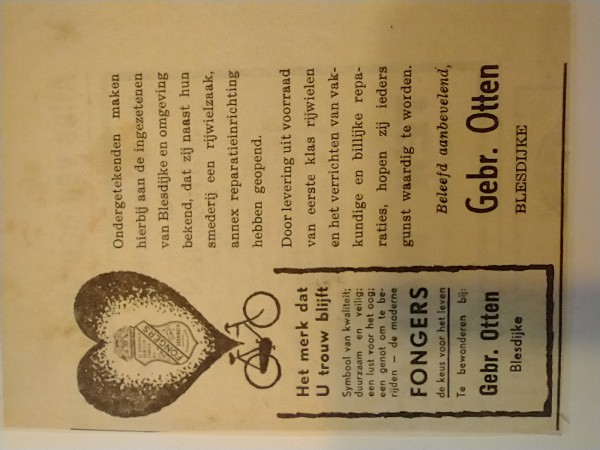 FONGERS
Het merk dat
U trouw blijft
Symbool van kwaliteit;
duurzaam en veilig;
een lust voor het oog;
een genot om te be-
rijden — de moderne
FONGERS
de keus voor het leven
Te bewonderen bij:
Gebr. Otten
Blesdijke
Ondergetekenden maken
hierbij aan de ingezetenen
van Blesdijke en omgeving
bekend, dat zij naast hun
smederij een rijwielzaak,
annex reparatieinrichting
hebben geopend.
Door levering uit voorraad
van eerste klas rijwielen
en het verrichten van vak-
kundige en billijke repa-
raties, hopen zij ieders
gunst waardig te worden.
Beleefd aanbevelend,
Gebr. Otten
BLESDIJKE